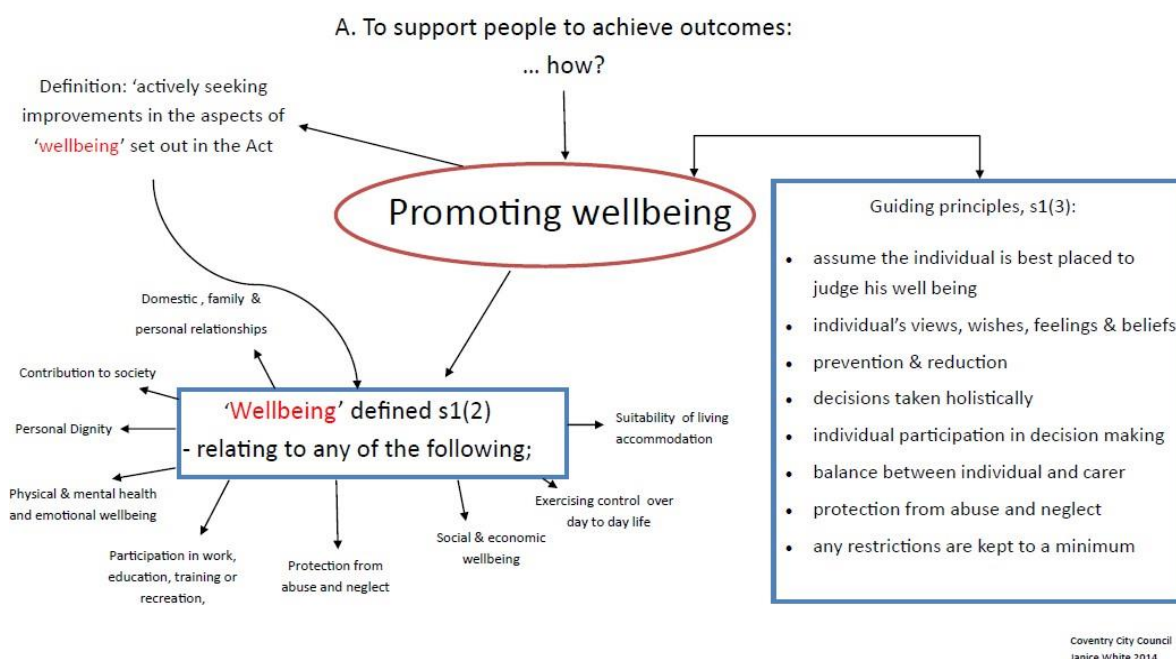 A. To support people to achieve outcomes:
... how?
Definition: ‘actively seeking
improvements in the aspects of
‘wellbeing’ set out in the Act
Promoting wellbeing
Guiding principles, s1(3):
• assume the individual is best placed to
judge his well being
• individual’s views, wishes, feelings & beliefs
• prevention & reduction
• decisions taken holistically
• individual participation in decision making
• balance between individual and carer
• protection from abuse and neglect
• any restrictions are kept to a minimum
Domestic , family &
personal relationships
Contribution to society
Personal Dignity
Physical & mental health
and emotional wellbeing
‘Wellbeing’ defined s1(2)
- relating to any of the following;
Suitability of living
accommodation
Exercising control over
day to day life
Social & economic
wellbeing
Protection from
abuse and neglect
Participation in work,
education, training or
recreation,
Coventry City Council
Janice White 2014